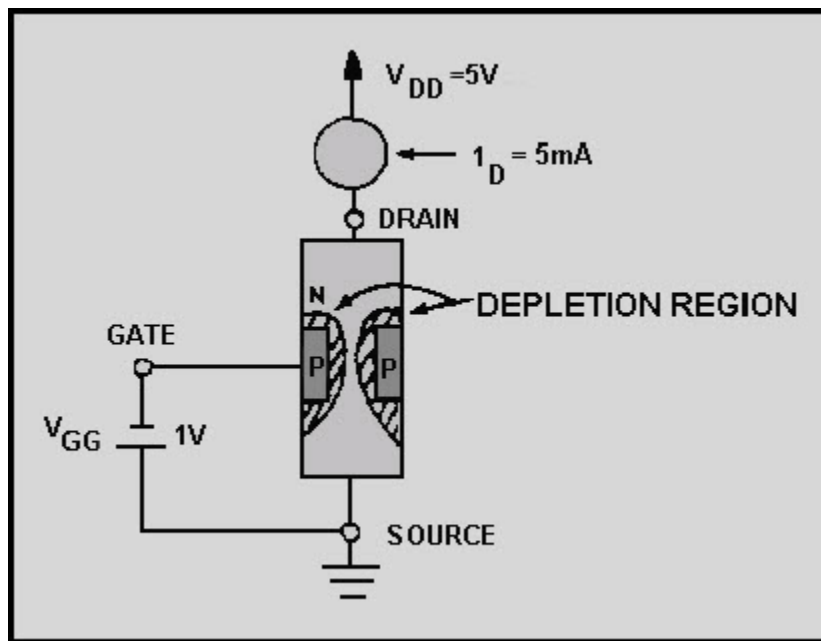 V DD =5V
1 D = 5mA
DRAIN
N
DEPLETION REGION
GATE
P P
V GG 1V
SOURCE